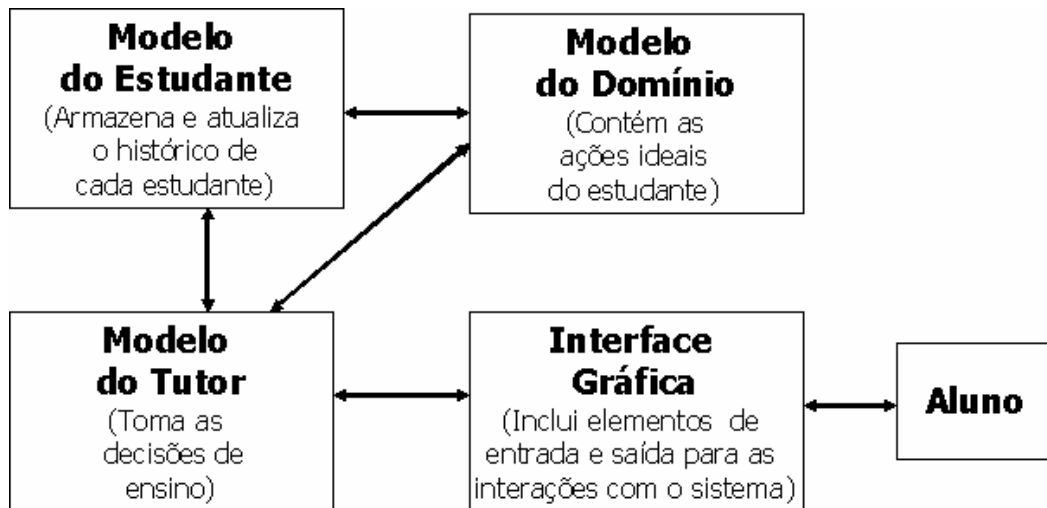 Modelo
do Estudante
(Armazena e atualiza
o histórico de
cada estudante)
Modelo
do Domínio
(Contém as
ações ideais
do estudante)
Modelo
do Tutor
(Toma as
decisões de
ensino)
Interface
Gráfica
(Inclui elementos de
entrada e saída para as
interações com o sistema)
Aluno